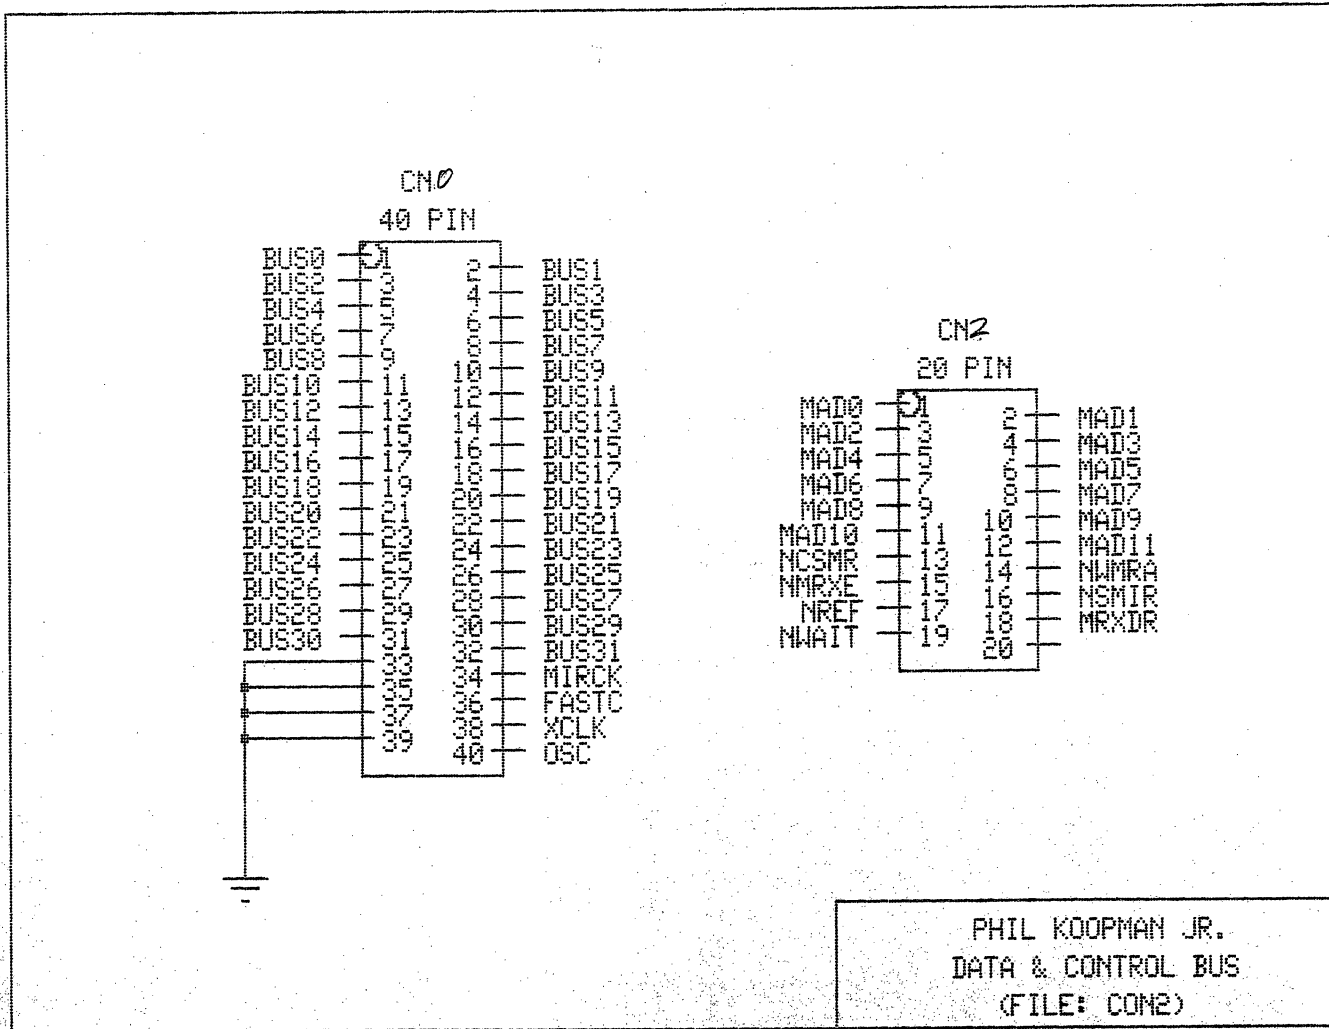 CN0
40 PIN
BUS0 1 2 BUS1
BUS2 3 4 BUS3
BUS4 5 6 BUS5
BUS6 7 8 BUS7
BUS8 9 10 BUS9
BUS10 11 12 BUS11
BUS12 13 14 BUS13
BUS14 15 16 BUS15
BUS16 17 18 BUS17
BUS18 19 20 BUS19
BUS20 21 22 BUS21
BUS22 23 24 BUS23
BUS24 25 26 BUS25
BUS26 27 28 BUS27
BUS28 29 30 BUS29
BUS30 31 32 BUS31
33 34 MIRCK
35 36 FASTC
37 38 XCLK
39 40 OSC
CN2
20 PIN
MAD0 1 2 MAD1
MAD2 3 4 MAD3
MAD4 5 6 MAD5
MAD6 7 8 MAD7
MAD8 9 10 MAD9
MAD10 11 12 MAD11
NCSMR 13 14 NWMRA
NMRXE 15 16 NSMIR
NREF 17 18 MRXDR
NWAIT 19 20
PHIL KOOPMAN JR.
DATA & CONTROL BUS
(FILE: CON2)